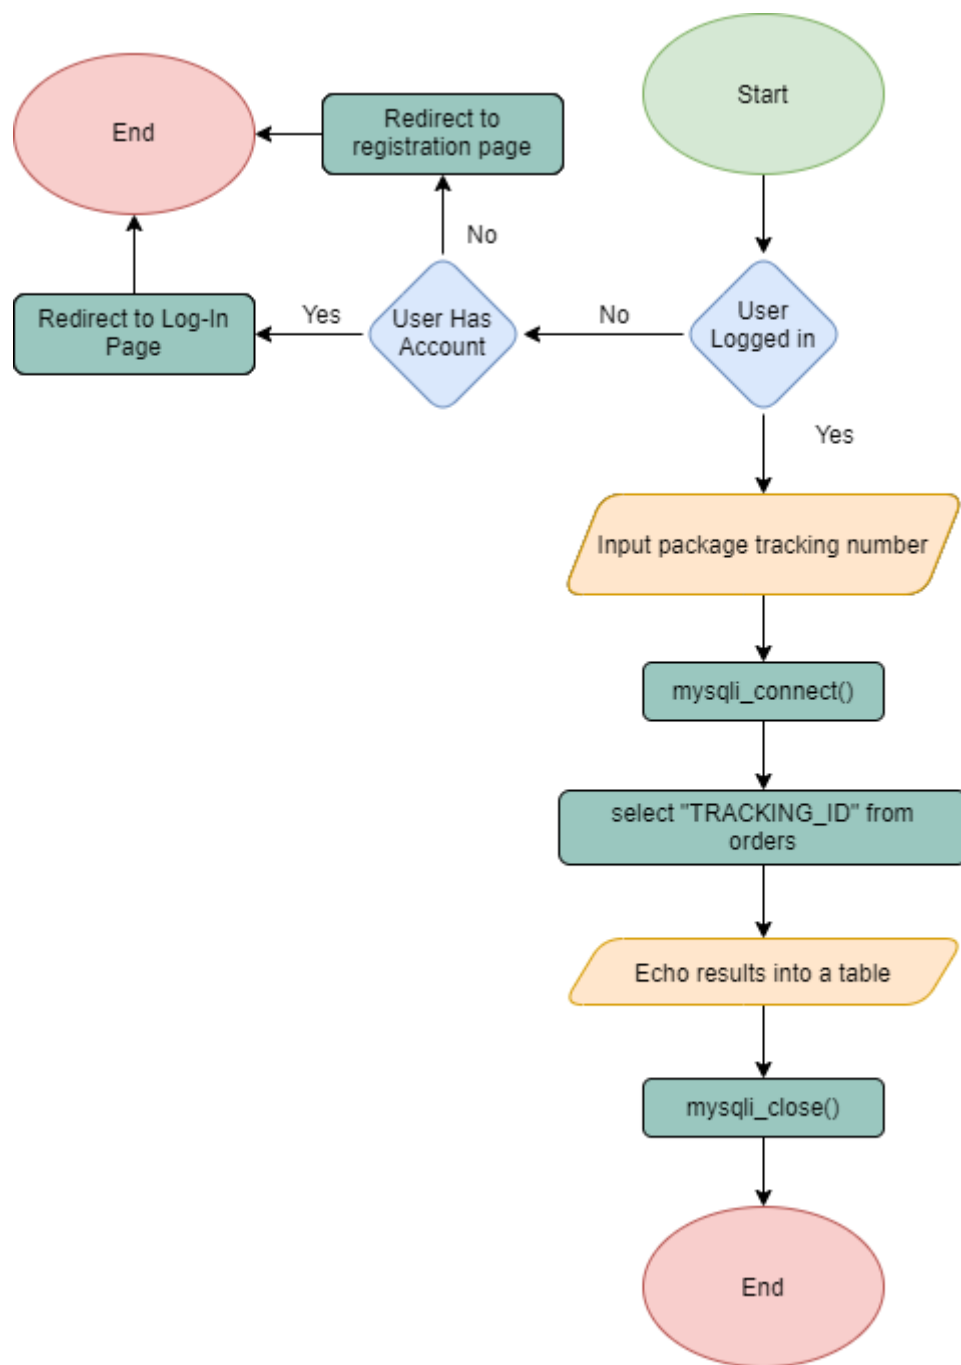 Start
End
Redirect to
registration page
No
User
Logged in
No
User Has
Account
Yes
Redirect to Log-In
Page
Yes
Input package tracking number
mysqli_connect()
select "TRACKING_ID" from
orders
Echo results into a table
mysqli_close()
End